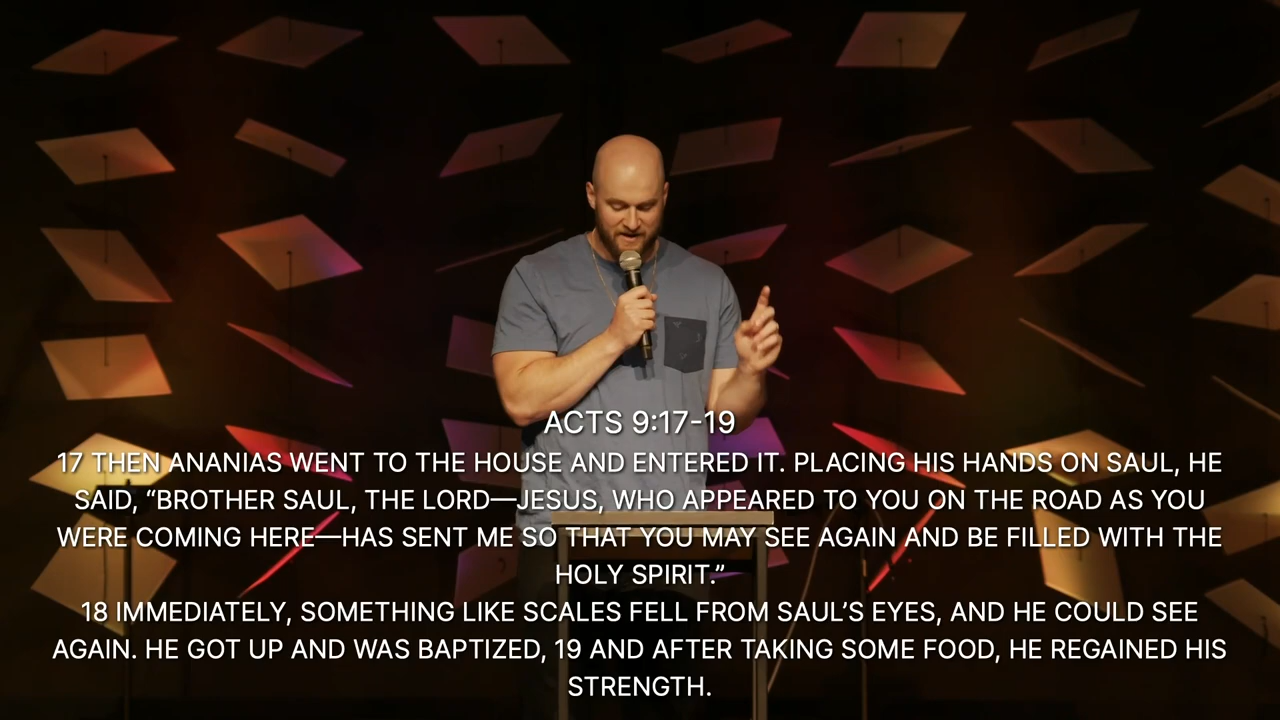 ACTS 9:17-19
17 THEN ANANIAS WENT TO THE HOUSE AND ENTERED IT. PLACING HIS HANDS ON SAUL, HE
SAID, “BROTHER SAUL, THE LORD—JESUS, WHO APPEARED TO YOU ON THE ROAD AS YOU
WERE COMING HERE—HAS SENT ME SO THAT YOU MAY SEE AGAIN AND BE FILLED WITH THE
HOLY SPIRIT.”
18 IMMEDIATELY, SOMETHING LIKE SCALES FELL FROM SAUL’S EYES, AND HE COULD SEE
AGAIN. HE GOT UP AND WAS BAPTIZED, 19 AND AFTER TAKING SOME FOOD, HE REGAINED HIS
STRENGTH.